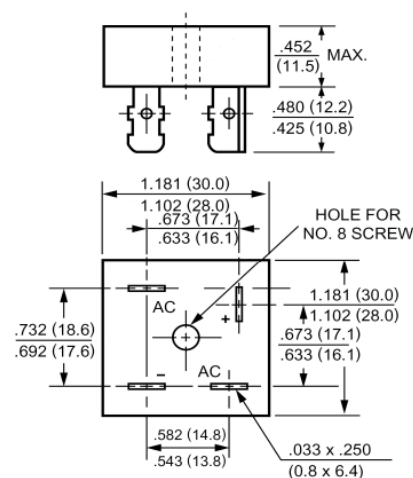 .452
(11.5)
MAX.
.480 (12.2)
.425 (10.8)
1.181 (30.0)
1.102 (28.0)
.673 (17.1)
.633 (16.1)
HOLE FOR
NO. 8 SCREW
AC
+
1.181 (30.0)
1.102 (28.0)
.732 (18.6)
.692 (17.6)
.673 (17.1)
.633 (16.1)
-
AC
.582 (14.8)
.543 (13.8)
.033 x .250
(0.8 x 6.4)